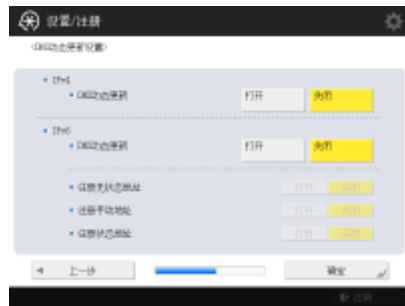 设置/注册
<DNS动态更新设置>
IPv4
DNS动态更新 打开 关闭
IPv6
DNS动态更新 打开 关闭
注册无状态地址 打开 关闭
注册手动地址 打开 关闭
注册状态地址 打开 关闭
上一步 确定
注销